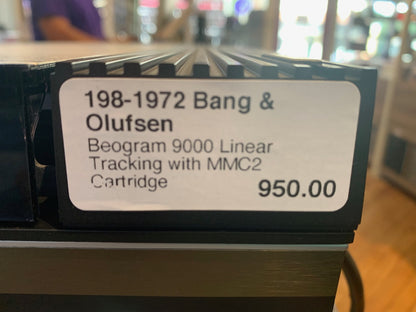 198-1972 Bang &
Olufsen
Beogram 9000 Linear
Tracking with MMC2
Cartridge
950.00